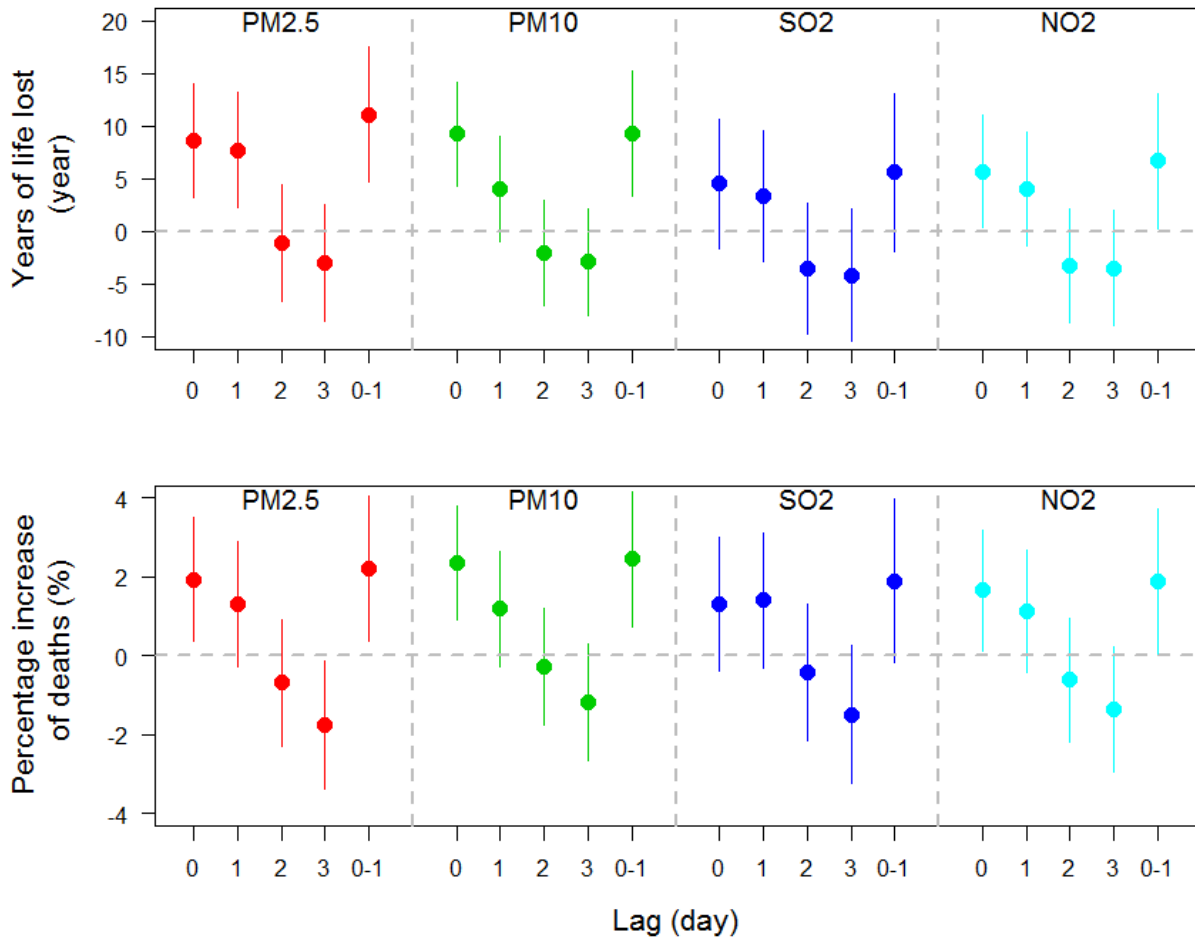 PM2.5 PM10 SO2 NO2
Years of life lost
(year)
20
15
10
5
0
-5
-10
0 1 2 3 0-1 0 1 2 3 0-1 0 1 2 3 0-1 0 1 2 3 0-1
PM2.5 PM10 SO2 NO2
Percentage increase
of deaths (%)
4
2
0
-2
-4
0 1 2 3 0-1 0 1 2 3 0-1 0 1 2 3 0-1 0 1 2 3 0-1
Lag (day)